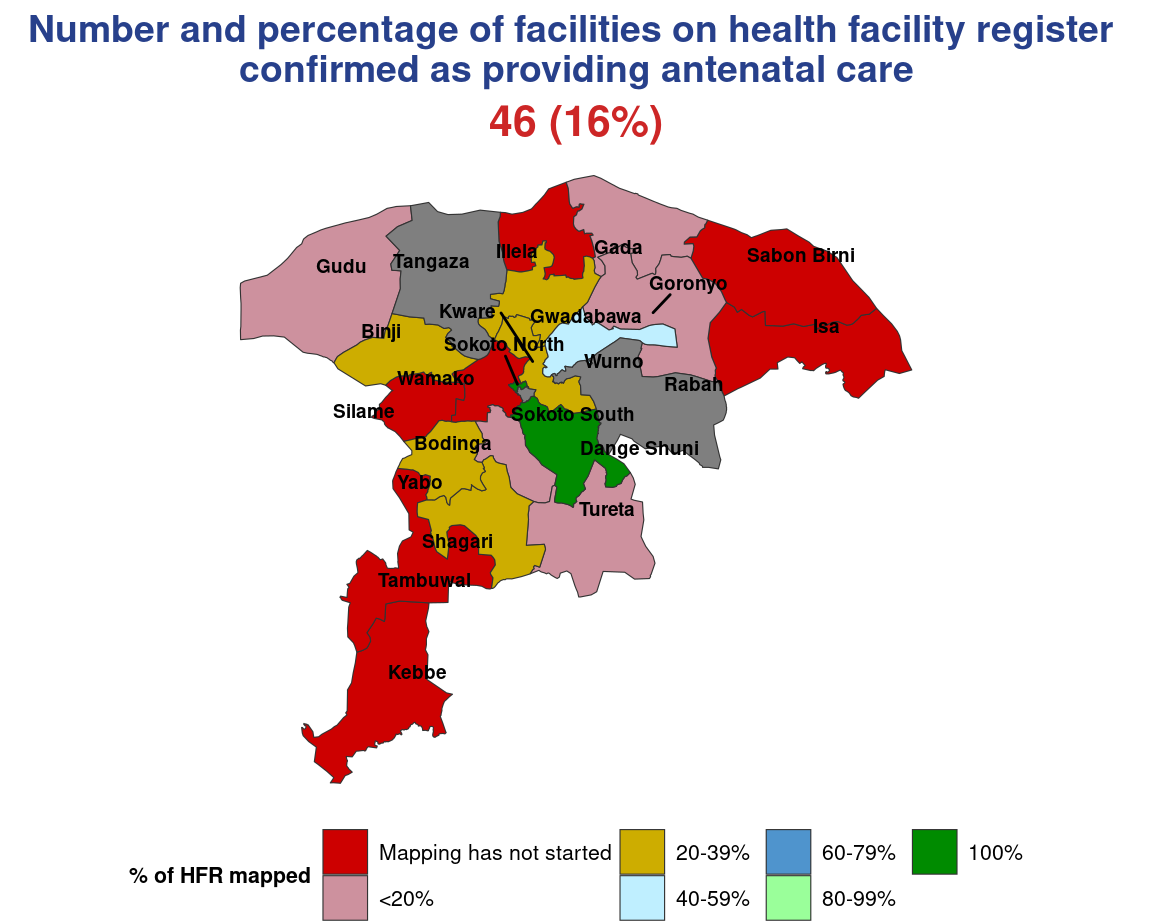 Number and percentage of facilities on health facility register
confirmed as providing antenatal care
46 (16%)
Illela
Gada
Sabon Birni
Gudu
Tangaza
Goronyo
Kware
Gwadabawa
Isa
Binji
Sokoto North
Wurno
Wamako
Rabah
Silame
Sokoto South
Bodinga
Dange Shuni
Yabo
Tureta
Shagari
Tambuwal
Kebbe
% of HFR mapped
Mapping has not started
<20%
20-39%
40-59%
60-79%
80-99%
100%